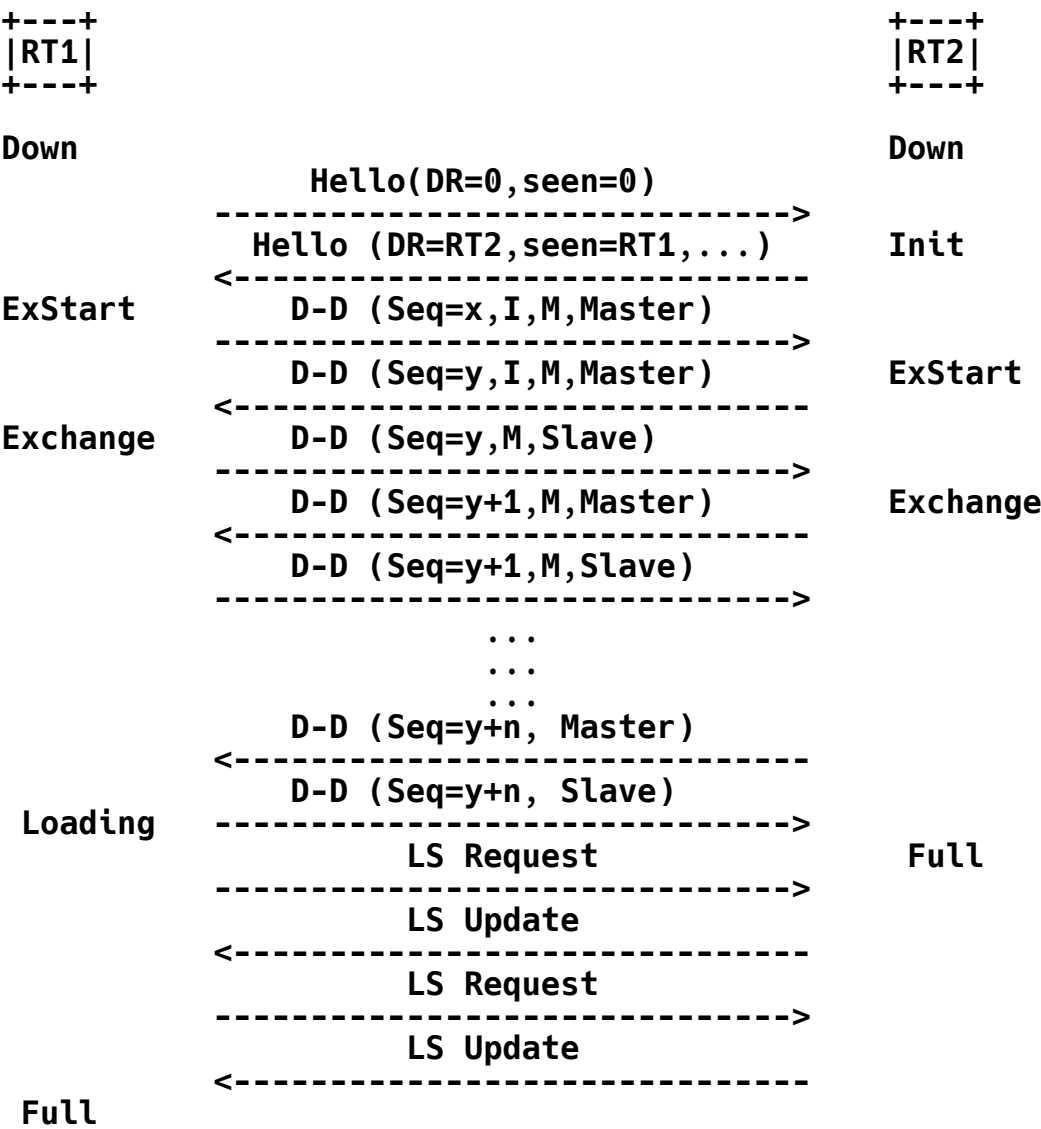 +---+                                         +---+
|RT1|                                         |RT2|
+---+                                         +---+

Down                                          Down
                Hello(DR=0,seen=0)
           ------------------------------>
             Hello (DR=RT2,seen=RT1,...)      Init
           <------------------------------
ExStart        D-D (Seq=x,I,M,Master)
           ------------------------------>
               D-D (Seq=y,I,M,Master)         ExStart
           <------------------------------
Exchange       D-D (Seq=y,M,Slave)
           ------------------------------>
               D-D (Seq=y+1,M,Master)         Exchange
           <------------------------------
               D-D (Seq=y+1,M,Slave)
           ------------------------------>
                         ...
                         ...
                         ...
               D-D (Seq=y+n, Master)
           <------------------------------
               D-D (Seq=y+n, Slave)
 Loading   ------------------------------>
                     LS Request                Full
           ------------------------------>
                     LS Update
           <------------------------------
                     LS Request
           ------------------------------>
                     LS Update
           <------------------------------
 Full